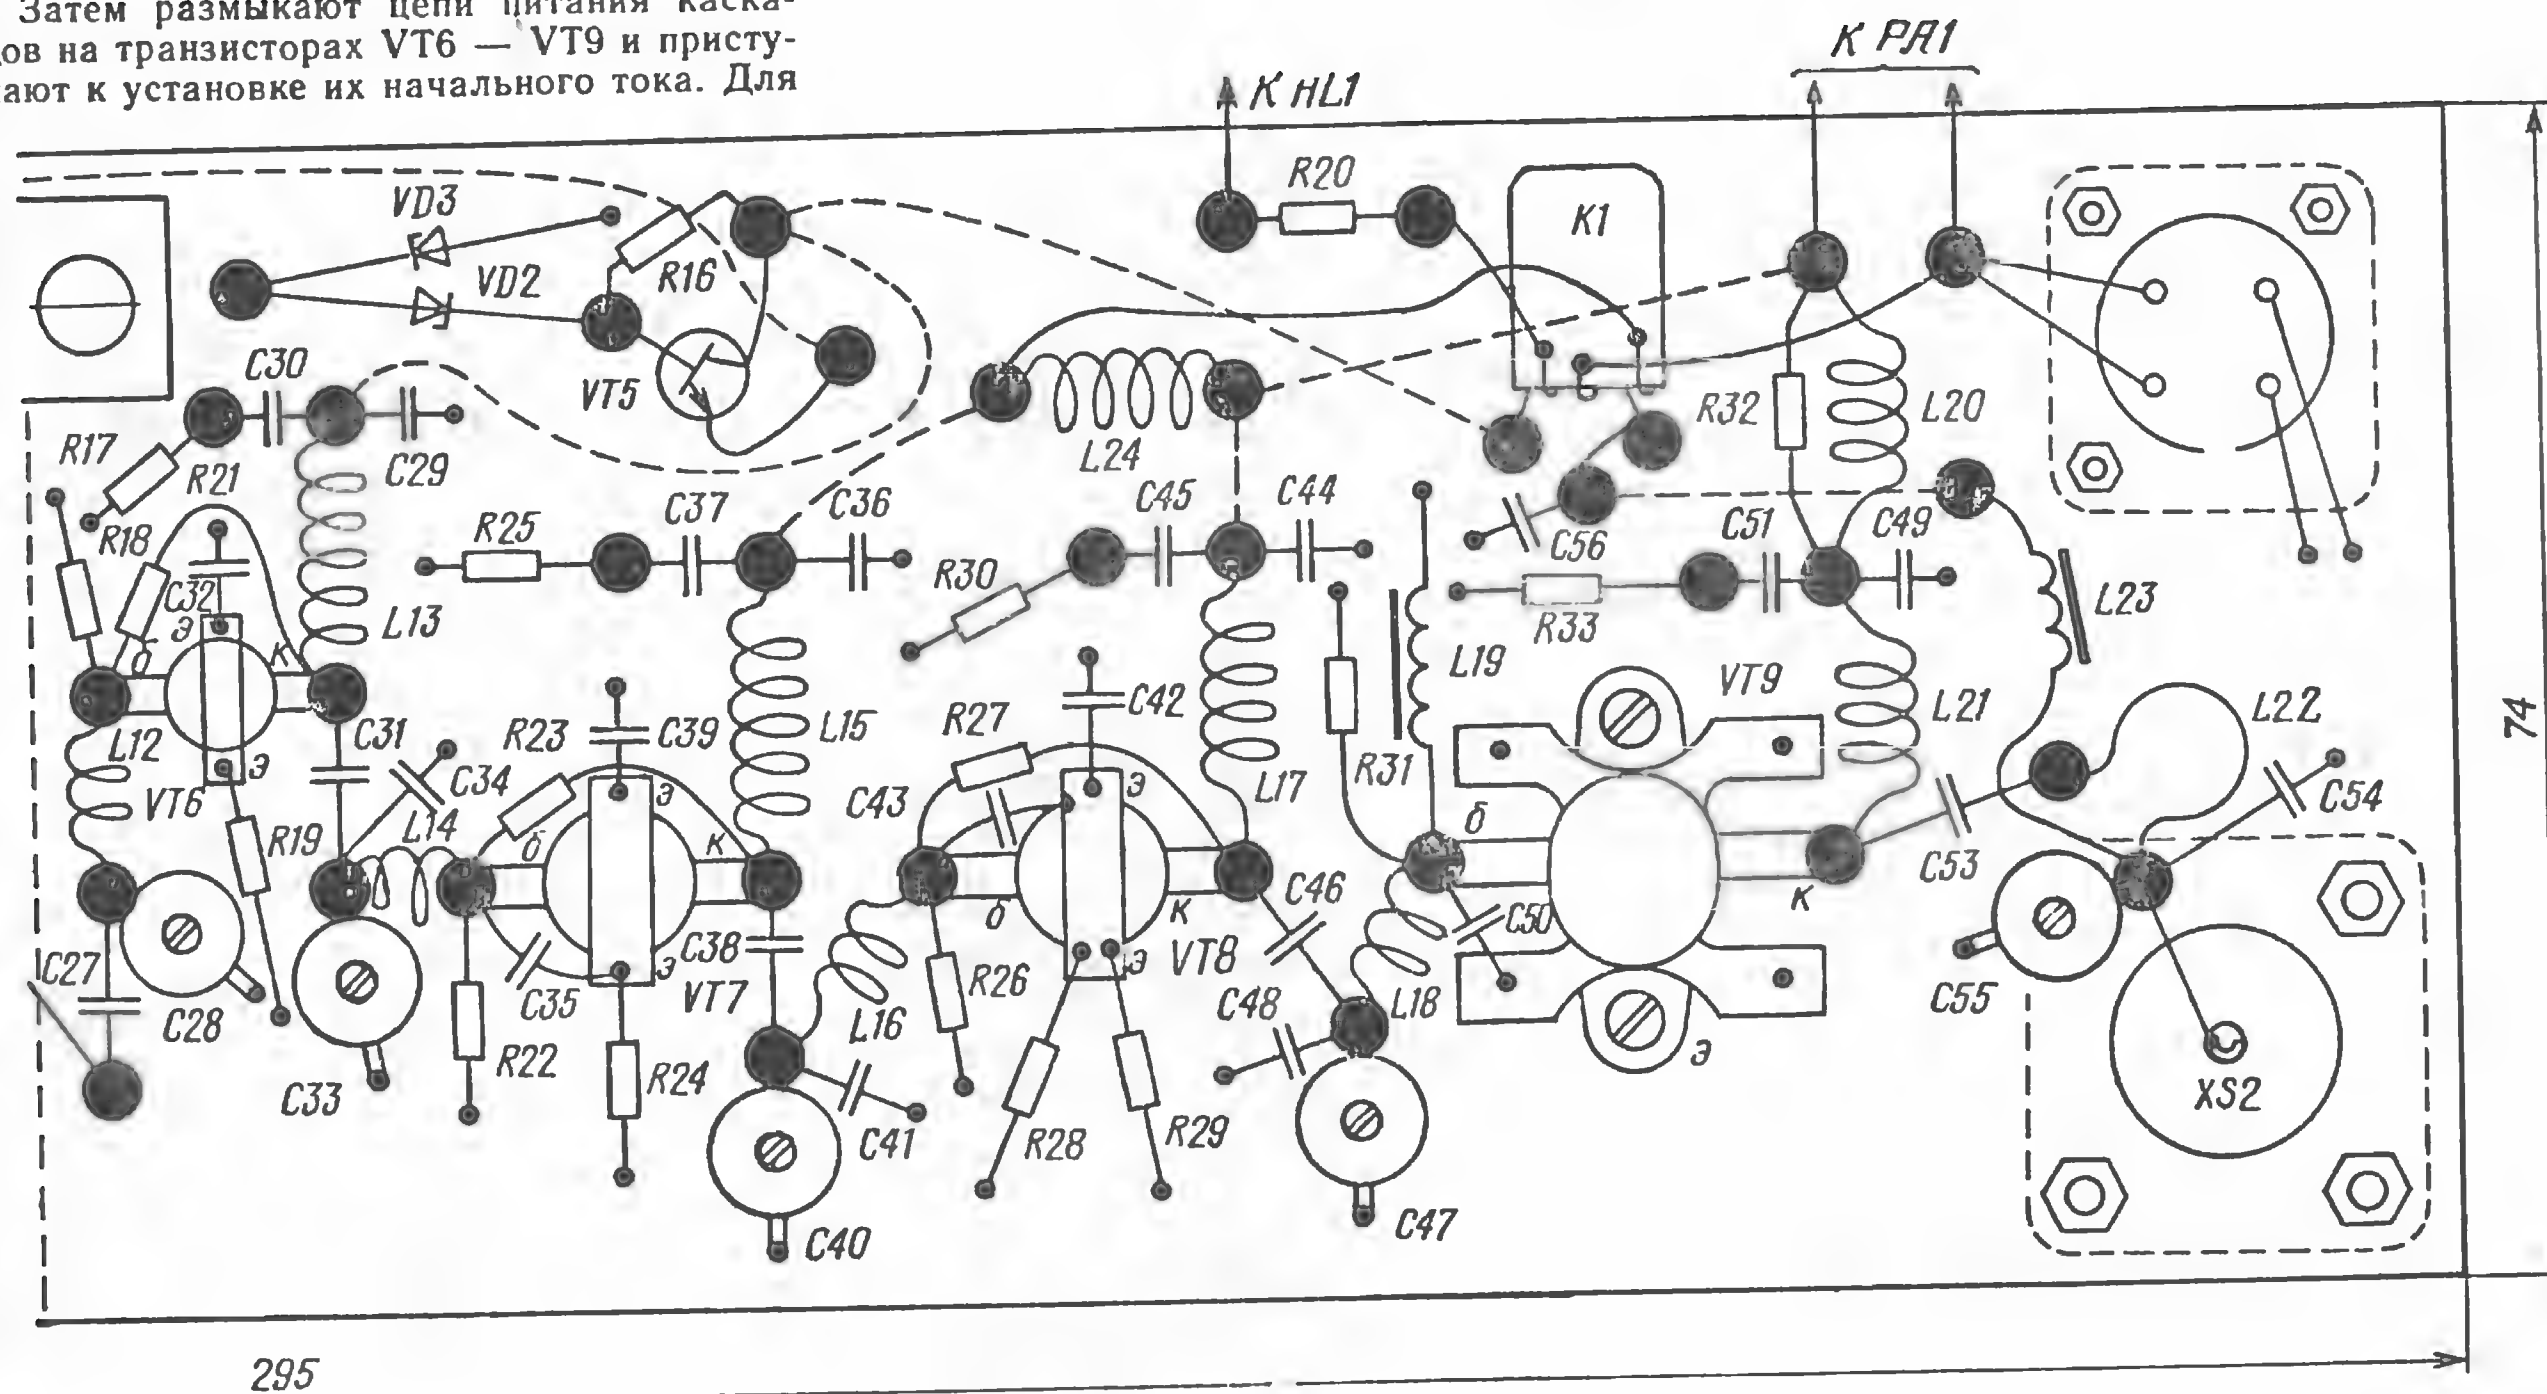 Затем размыкают цепи питания каска-
ов на транзисторах VT6 — VT9 и присту-
ают к установке их начального тока. Для
К РА1
К HL1
VD3
R20
K1
R16
VD2
C30
VT5
R32
L20
R17
R21
C29
L24
C37
C36
C45
C44
R25
R18
C51
C49
C56
R30
C32
L23
Э
L13
R33
б
К
L19
VT9
C42
L12
C31
R23
C39
L15
R27
L21
L22
Э
C34
R31
VT6
Э
Э
L17
C43
C54
L14
б
R19
б
К
C53
C46
К
б
К
C50
C27
C38
Э
Э
VT8
R26
C35
VT7
L18
C55
C28
L16
C48
Э
R22
R24
C33
XS2
C41
R28
R29
C47
C40
74
295